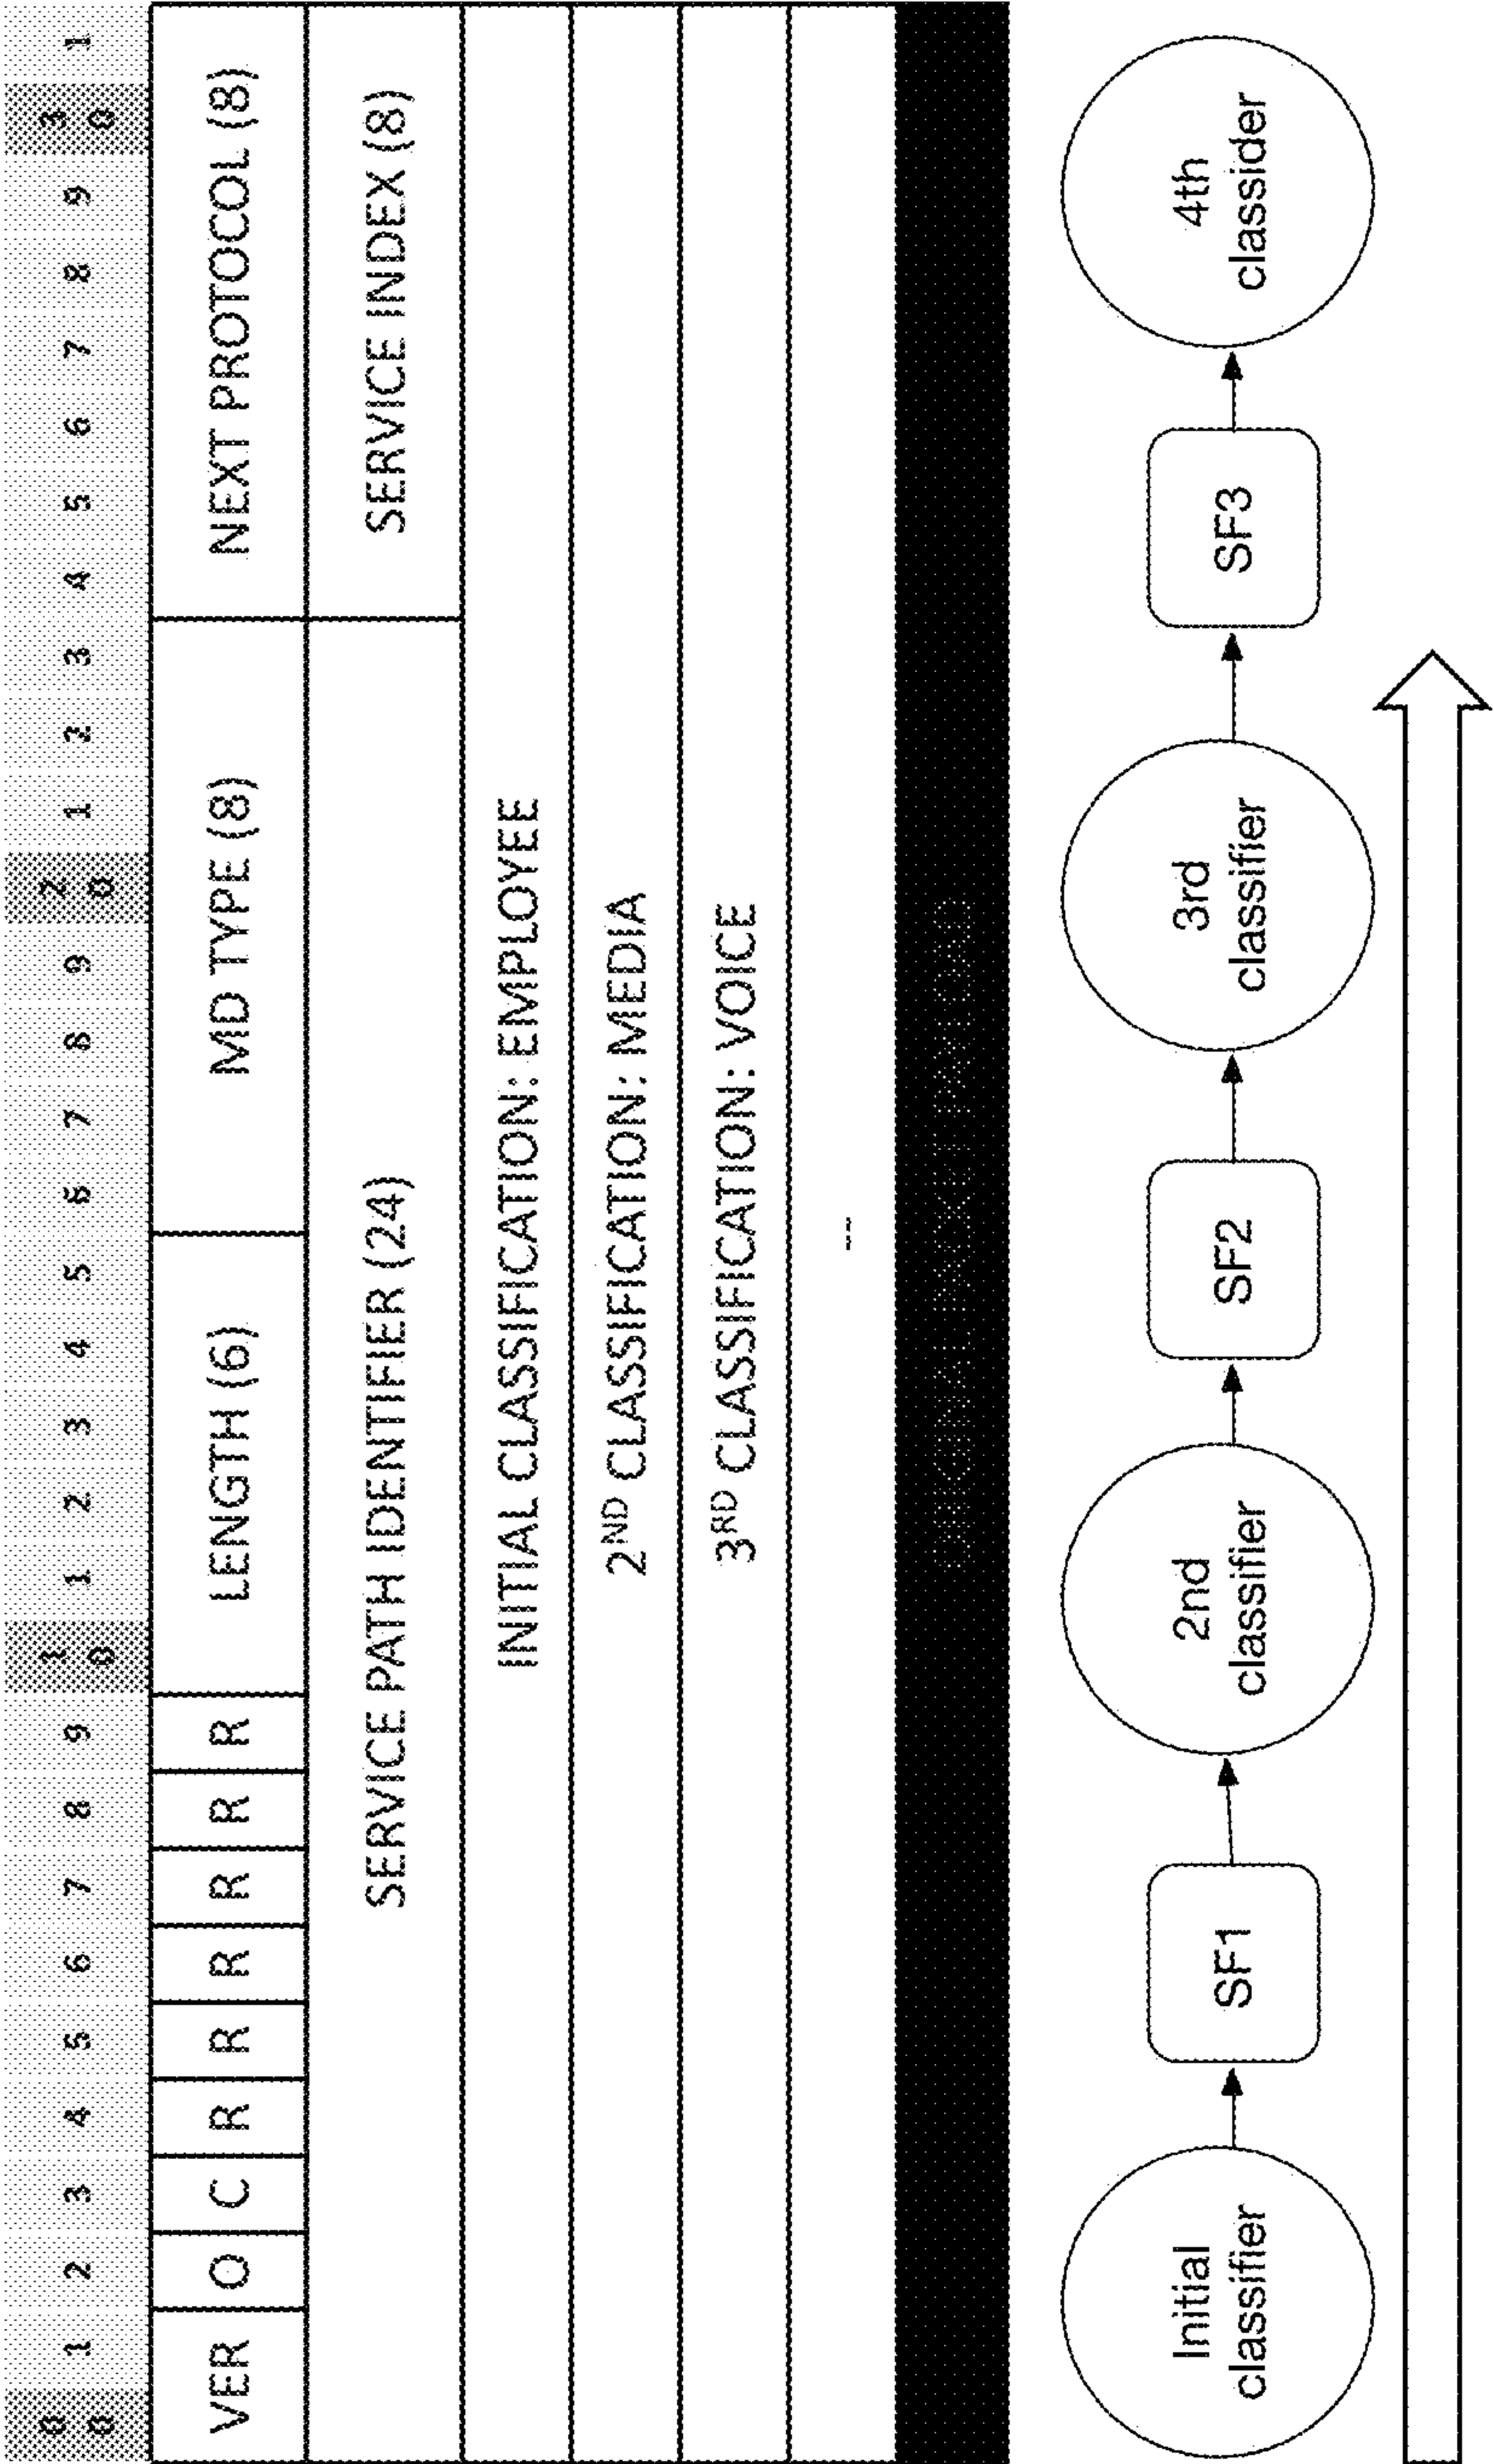 0 0 1 2 3 4 5 6 7 8 9 1 0 1 2 3 4 5 6 7 8 9 2 0 1 2 3 4 5 6 7 8 9 3 0 1
VER O C R R R R R R LENGTH (6) MD TYPE (8) NEXT PROTOCOL (8)
SERVICE PATH IDENTIFIER (24) SERVICE INDEX (8)
INITIAL CLASSIFICATION: EMPLOYEE
2ND CLASSIFICATION: MEDIA
3RD CLASSIFICATION: VOICE
--
Initial
classifier
SF1
2nd
classifier
SF2
3rd
classifier
SF3
4th
classider